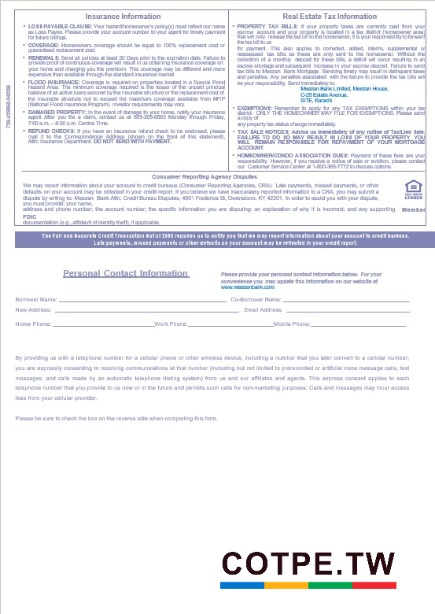 Insurance Information
• LOSS PAYABLE CLAUSE: Your hazard/homeowner's policy(s) must reflect our name
as Loss Payee. Please provide your account number to your agent for timely payment
for future billings.
• COVERAGE: Homeowners coverage should be equal to 100% replacement cost or
guaranteed replacement cost.
• RENEWALS: Send all policies at least 30 Days prior to the expiration date. Failure to
provide proof of continuous coverage will result in us obtaining insurance coverage on
your home and charging you the premium. This coverage may be different and more
expensive than available through the standard insurance market.
• FLOOD INSURANCE: Coverage is required on properties located in a Special Flood
Hazard Area. The minimum coverage required is the lesser of the unpaid principal
balance of all active loans secured by the insurable structure or the replacement cost of
the insurable structure not to exceed the maximum coverage available from NFIP
(National Flood Insurance Program). Investor requirements may vary.
• DAMAGED PROPERTY: In the event of damage to your home, notify your insurance
agent. After you file a claim, contact us at Monday through Friday,
7:00 a.m. – 8:00 p.m. Central Time.
• REFUND CHECKS: If you have an insurance refund check to be endorsed, please
mail it to the Correspondence Address (shown on the front of this statement),
Attn: Insurance Department. DO NOT SEND PAYMENT.
Real Estate Tax Information
• PROPERTY TAX BILLS: If your property taxes are currently paid from your
escrow account and your property is located in a tax district (homeowner area)
that will only release the tax bill to the homeowner, it is your responsibility to forward
the tax bill to us
for payment. This also applies to corrected, added, interim, supplemental or
reassessed tax bills as these are only sent to the homeowner. Without the
collection of a monthly deposit for these bills, a deficit will occur resulting in an
escrow shortage and subsequent increase in your escrow deposit. Failure to send
tax bills to Meezan Bank Mortgage Servicing timely may result in delinquent taxes
and penalties. Any penalties associated with the failure to provide the tax bills will
be your responsibility. Send immediately to:
Meezan Bank Limited, Meezan House,
C-25 Estate Avenue,
SITE, Karachi
• EXEMPTIONS: Remember to apply for any TAX EXEMPTIONS within your tax
district. ONLY THE HOMEOWNER MAY FILE FOR EXEMPTIONS. Please send
us copy of
any property tax status change immediately.
TAX SALE NOTICES: Advise us immediately of any notice of Tax/Lien sale.
FAILURE TO DO SO MAY RESULT IN LOSS OF YOUR PROPERTY. YOU
WILL REMAIN RESPONSIBLE FOR REPAYMENT OF YOUR MORTGAGE
ACCOUNT.
• HOMEOWNER/CONDO ASSOCIATION DUES: Payment of these are your
responsibility. However, if you receive a notice of sale or eviction, please contact
our Customer Service Center at 1-800-365-7772 to discuss options.
Consumer Reporting Agency Disputes
We may report information about your account to credit bureaus (Consumer Reporting Agencies, CRA). Late payments, missed payments, or other
defaults on your account may be reflected in your credit report. If you believe we have inaccurately reported information to a CRA, you may submit a
dispute by writing to: Meezan Bank Attn: Credit Bureau Disputes, 4801 Frederica St, Owensboro, KY 42301. In order to assist you with your dispute,
you must provide: your name,
address and phone number; the account number; the specific information you are disputing; an explanation of why it is incorrect; and any supporting
Member
FDIC
documentation (e.g., affidavit of identity theft), if applicable.
The Fair and Accurate Credit Transaction Act of 2003 requires us to notify you that we may report information about your account to credit bureaus.
Late payments, missed payments or other defaults on your account may be reflected in your credit report.
Personal Contact Information
Please provide your personal contact information below. For your
convenience you may update this information on our website at
www.meezanbank.com
Borrower Name: Co-Borrower Name:
New Address: Email Address:
Home Phone: Work Phone: Mobile Phone:
By providing us with a telephone number for a cellular phone or other wireless device, including a number that you later convert to a cellular number,
you are expressly consenting to receiving communications at that number (including but not limited to prerecorded or artificial voice message calls, text
messages, and calls made by an automatic telephone dialing system) from us and our affiliates and agents. This express consent applies to each
telephone number that you provide to us now or in the future and permits such calls for non-marketing purposes. Calls and messages may incur access
fees from your cellular provider.
Please be sure to check the box on the reverse side when completing this form.
COTPE.TW